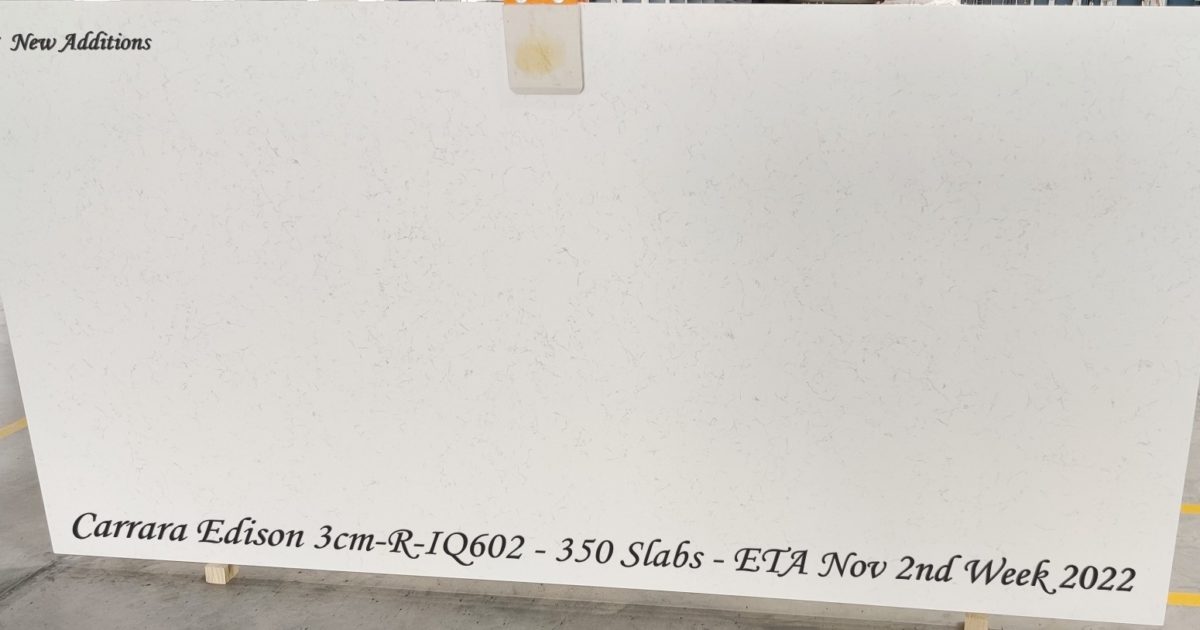 New Additions
Carrara Edison 3cm-R-IQ602 - 350 Slabs - ETA Nov 2nd Week 2022